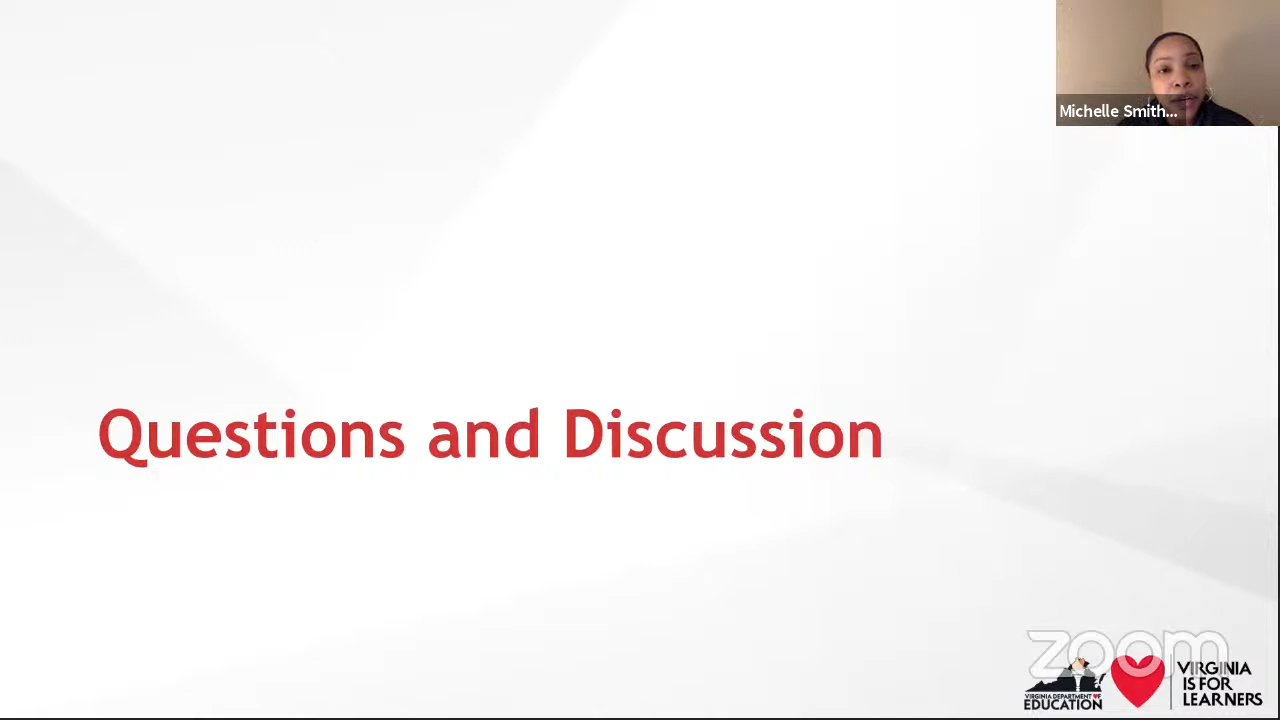 Michelle Smith...
Questions and Discussion
zoom
VIRGINIA DEPARTMENT OF
EDUCATION
VIRGINIA
IS FOR
LEARNERS